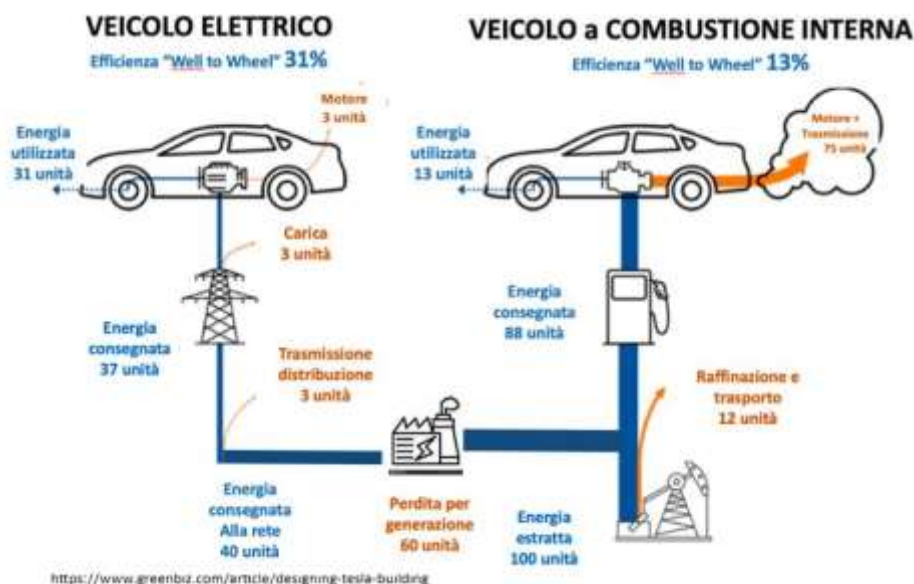 VEICOLO ELETTRICO
Efficienza "Well to Wheel" 31%
Motore
3 unità
Energia
utilizzata
31 unità
Carica
3 unità
Energia
consegnata
37 unità
Trasmissione
distribuzione
3 unità
Energia
consegnata
Alla rete
40 unità
Perdita per
generazione
60 unità
VEICOLO a COMBUSTIONE INTERNA
Efficienza "Well to Wheel" 13%
Motore +
Trasmissione
75 unità
Energia
utilizzata
13 unità
Energia
consegnata
88 unità
Raffinazione e
trasporto
12 unità
Energia
estratta
100 unità
https://www.greenbiz.com/article/designing-tesla-building